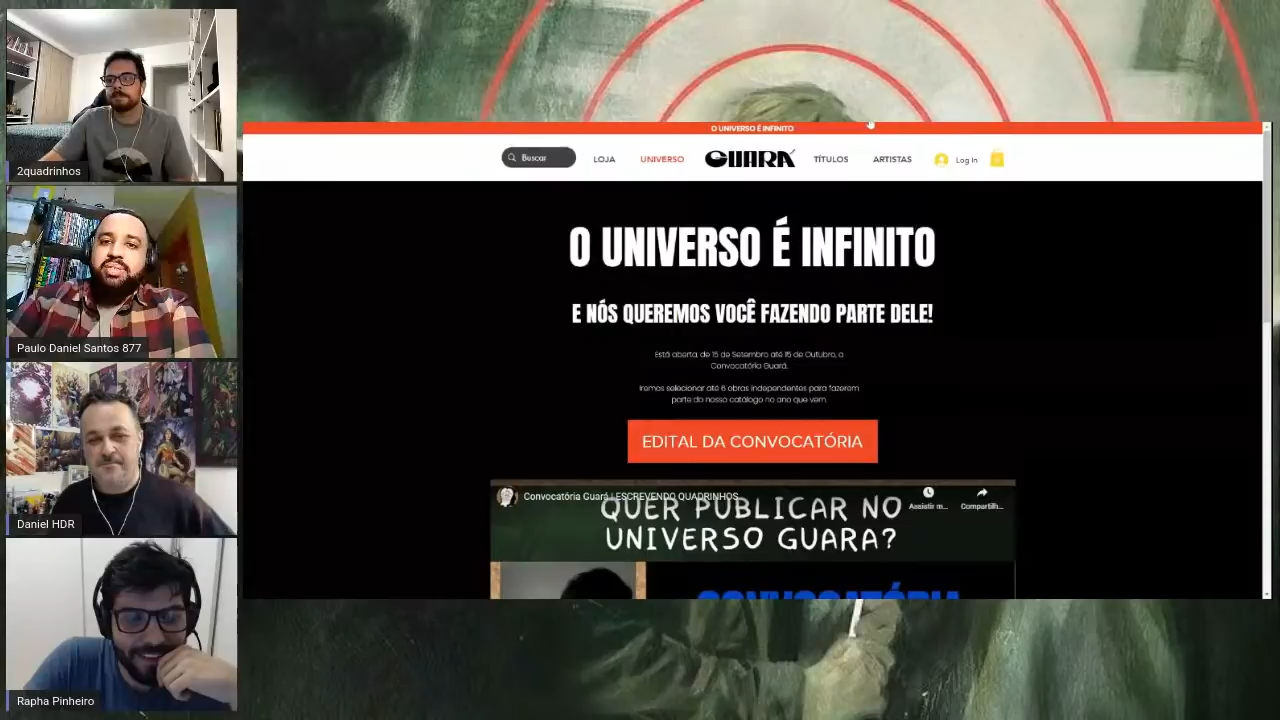 2quadrinhos
Paulo Daniel Santos 877
Daniel HDR
Rapha Pinheiro
O UNIVERSO É INFINITO
Buscar
LOJA
UNIVERSO
GUARÁ
TÍTULOS
ARTISTAS
Log In
O UNIVERSO É INFINITO
E NÓS QUEREMOS VOCÊ FAZENDO PARTE DELE!
Está aberta, de 15 de Setembro até 15 de Outubro, a
Convocatória Guará.
Iremos selecionar até 6 obras independentes para fazerem
parte do nosso catálogo no ano que vem.
EDITAL DA CONVOCATÓRIA
Convocatória Guará | ESCREVENDO QUADRINHOS
Assistir m...
Compartilh...
QUER PUBLICAR NO
UNIVERSO GUARA?
CONVOCATÓRIA